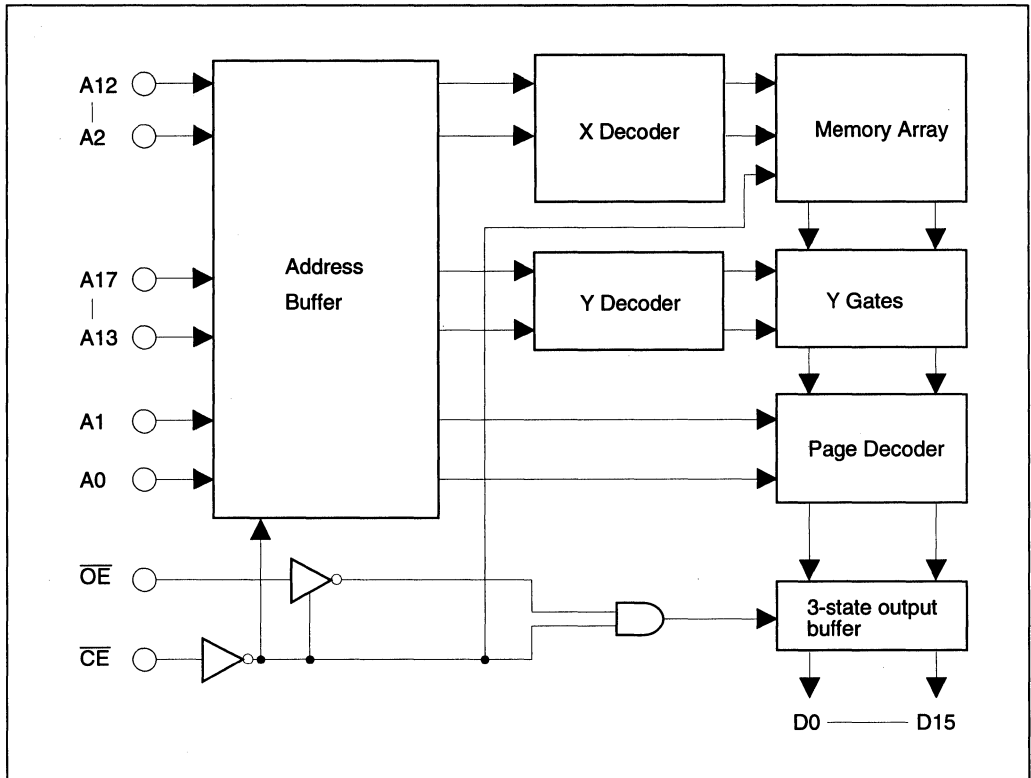 A12
A2
X Decoder
Memory Array
Address
Buffer
A17
A13
Y Decoder
Y Gates
A1
A0
Page Decoder
OE
CE
3-state output
buffer
D0
D15